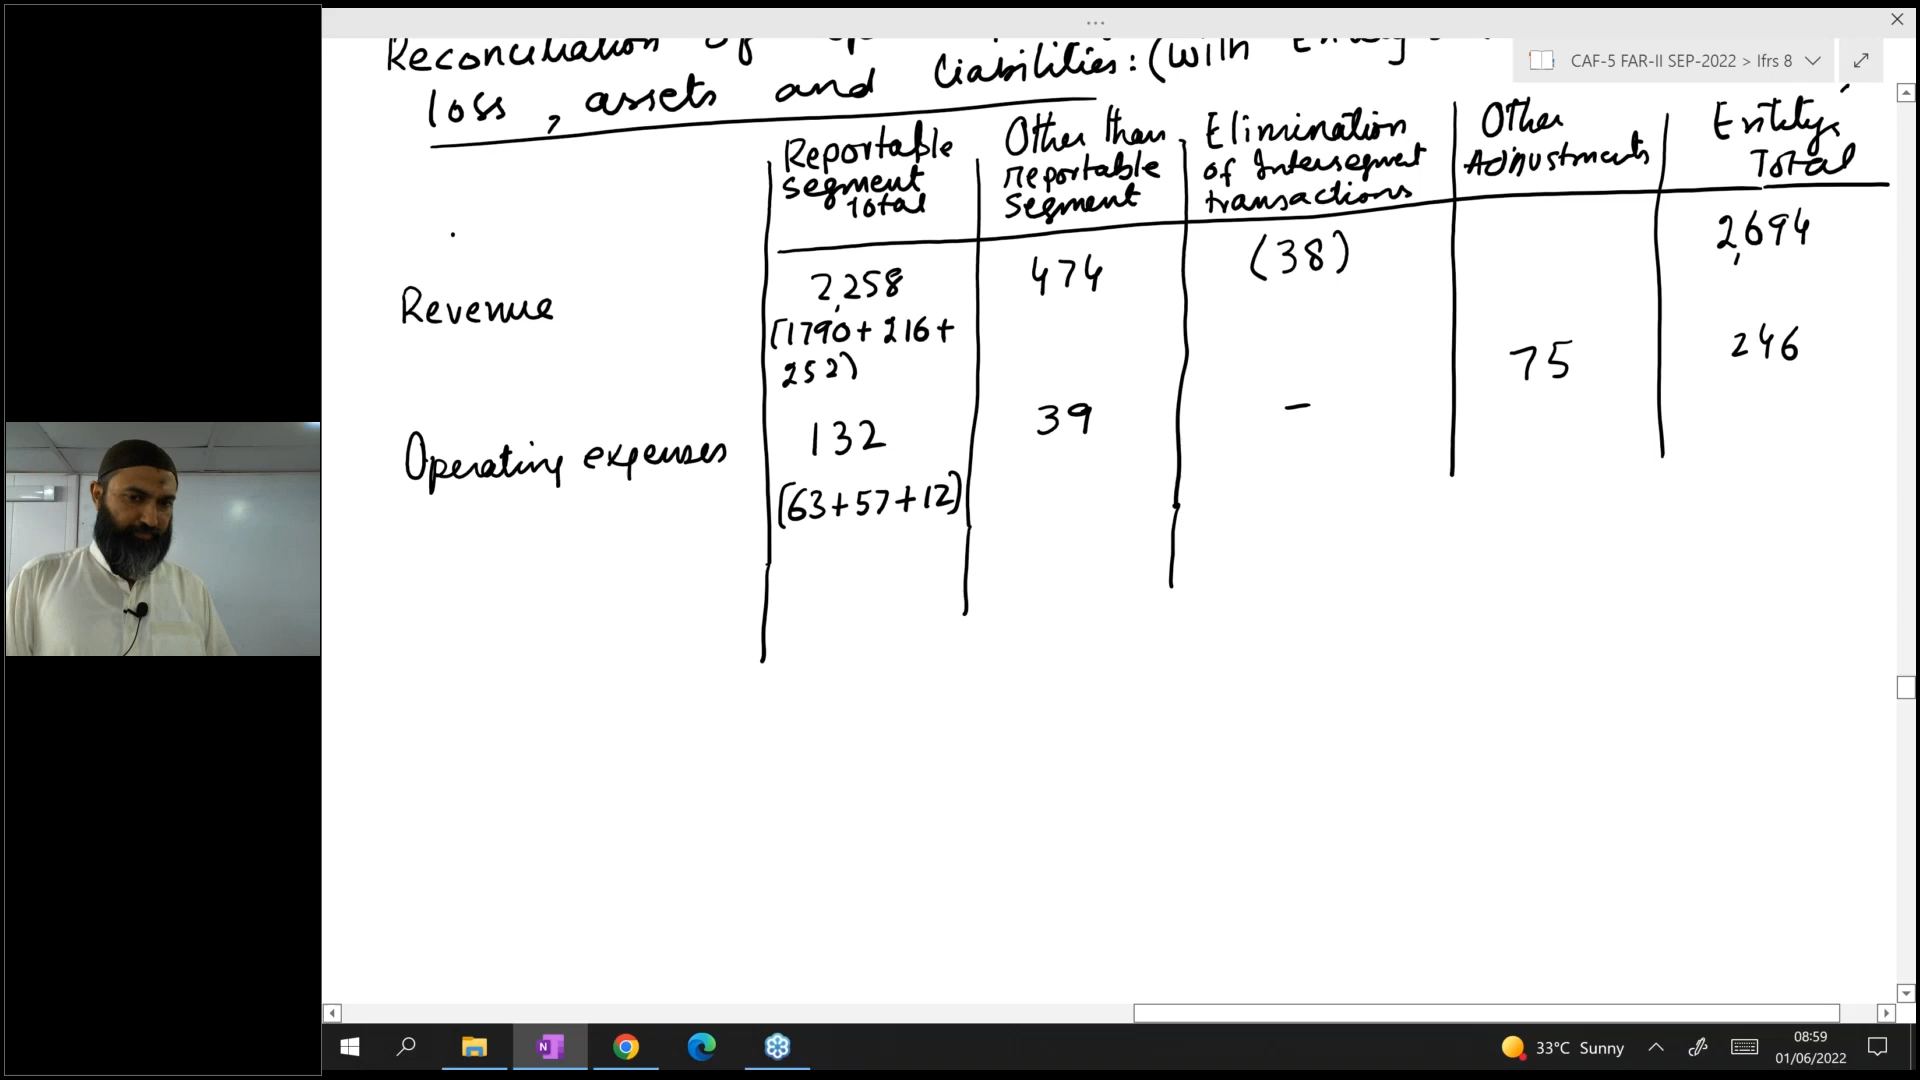 Reconciliation of
CAF-5 FAR-II SEP-2022 > Ifrs 8
loss, assets and Liabilities: (with
Reportable segment Total
Other than reportable segment
Elimination of Intersegment transactions
Other Adjustments
Entity's Total
Revenue
2,258
(1790+ 216+
252)
474
(38)
2,694
Operating expenses
132
(63+57+12)
39
-
75
246
33°C Sunny
08:59
01/06/2022